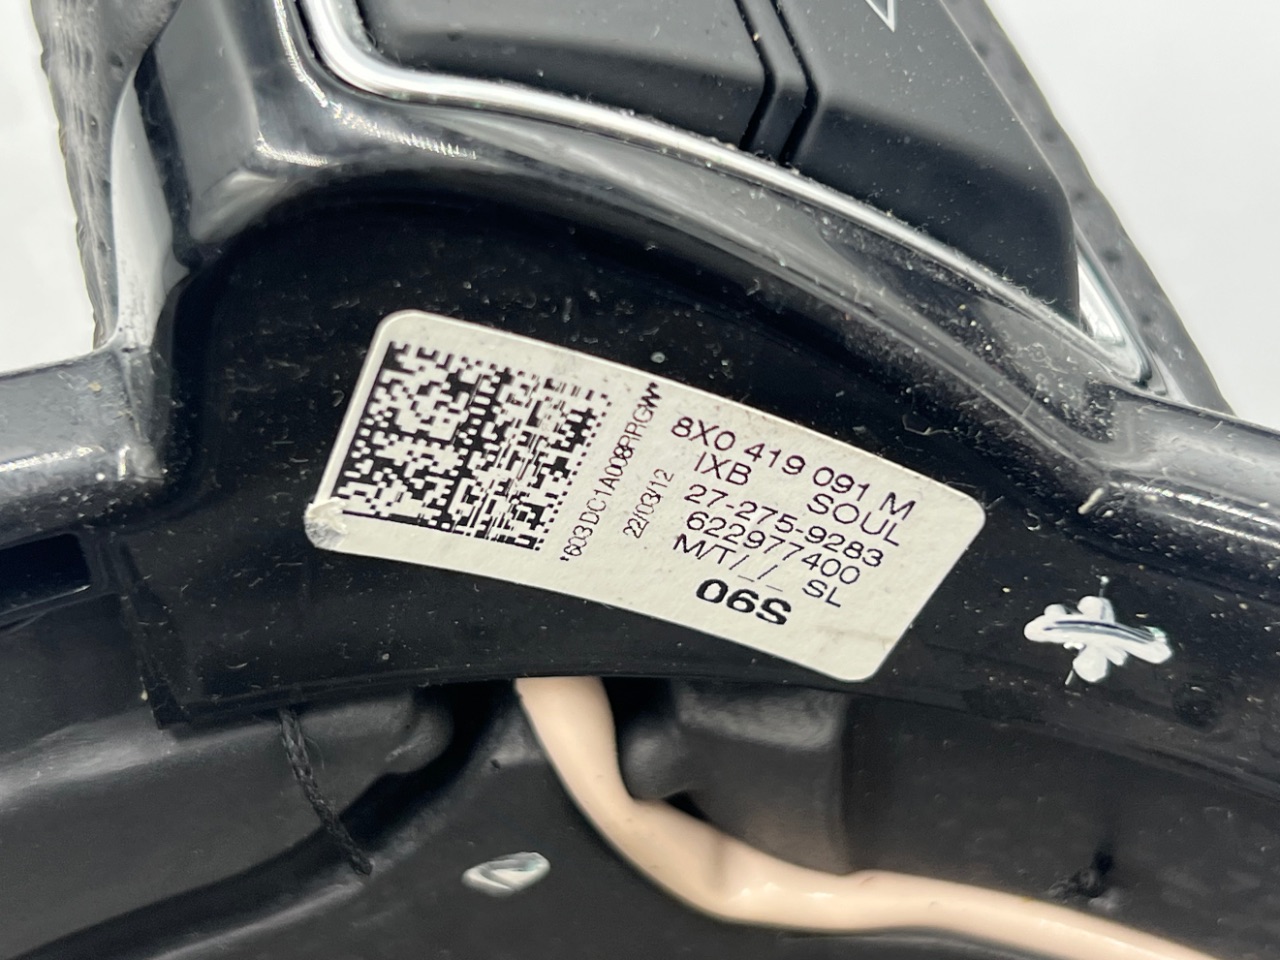 8X0 419 091 M
IXB SOUL
27-275-9283
622977400
M/T/_/_ SL
06S
22/03/12